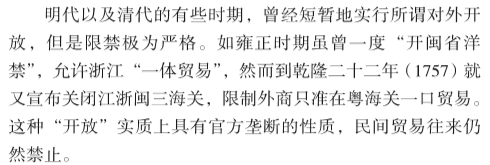 明代以及清代的有些时期，曾经短暂地实行所谓对外开
放，但是限禁极为严格。如雍正时期虽曾一度“开闽省洋
禁”，允许浙江“一体贸易”，然而到乾隆二十二年（1757）就
又宣布关闭江浙闽三海关，限制外商只准在粤海关一口贸易。
这种“开放”实质上具有官方垄断的性质，民间贸易往来仍
然禁止。